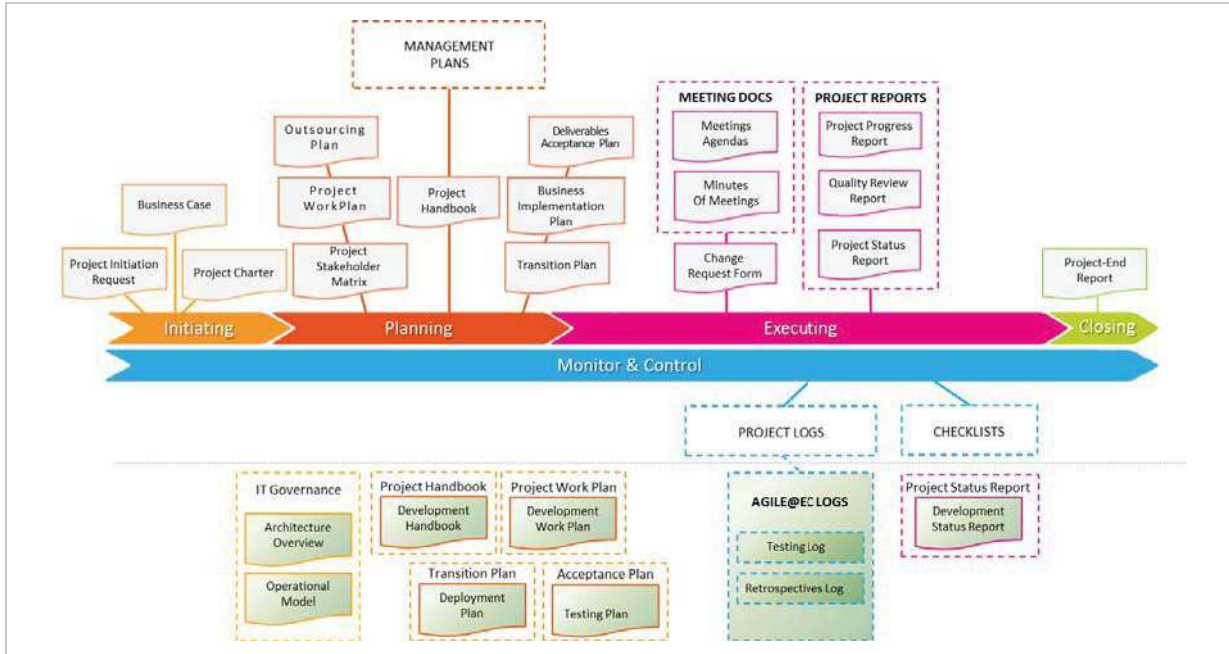 MANAGEMENT
PLANS
MEETING DOCS
PROJECT REPORTS
Outsourcing
Plan
Deliverables
Acceptance Plan
Meetings
Agendas
Project Progress
Report
Business Case
Project
WorkPlan
Project
Handbook
Business
Implementation
Plan
Minutes
Of Meetings
Quality Review
Report
Project Initiation
Request
Project Charter
Project
Stakeholder
Matrix
Transition Plan
Change
Request Form
Project Status
Report
Project-End
Report
Initiating
Planning
Executing
Closing
Monitor & Control
PROJECT LOGS
CHECKLISTS
IT Governance
Architecture
Overview
Operational
Model
Project Handbook
Development
Handbook
Project Work Plan
Development
Work Plan
Transition Plan
Deployment
Plan
Acceptance Plan
Testing Plan
AGILE@EC LOGS
Testing Log
Retrospectives Log
Project Status Report
Development
Status Report